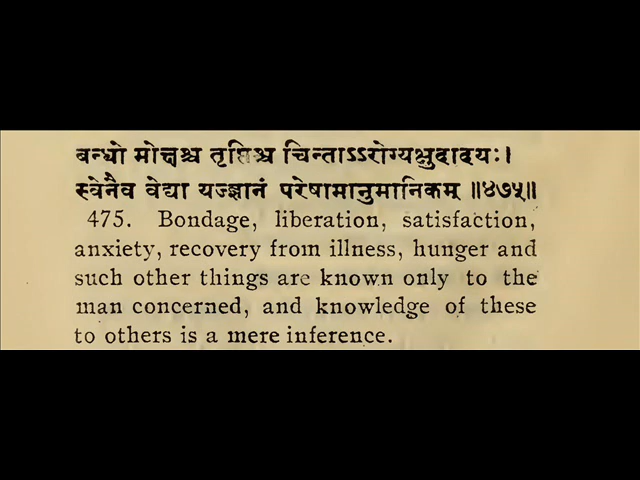 बन्धो मोक्षश्च तृप्तिश्च चिन्ताऽऽरोग्यक्षुदादयः।
स्वेनैव वेद्या यज्ज्ञानं परेषामानुमानिकम् ॥४७५॥
475. Bondage, liberation, satisfaction,
anxiety, recovery from illness, hunger and
such other things are known only to the
man concerned, and knowledge of these
to others is a mere inference.